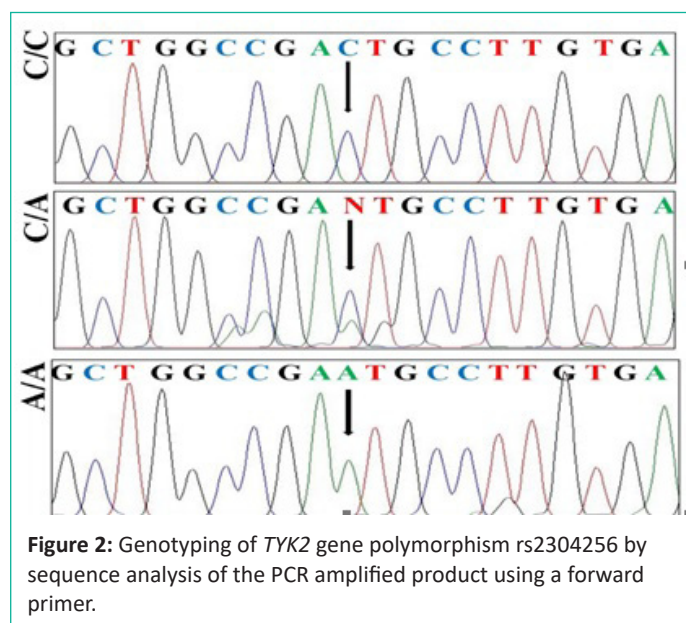 C/C
G C T G G C C G A C T G C C T T G T G A
C/A
G C T G G C C G A N T G C C T T G T G A
A/A
G C T G G C C G A A T G C C T T G T G A
Figure 2: Genotyping of TYK2 gene polymorphism rs2304256 by
sequence analysis of the PCR amplified product using a forward
primer.